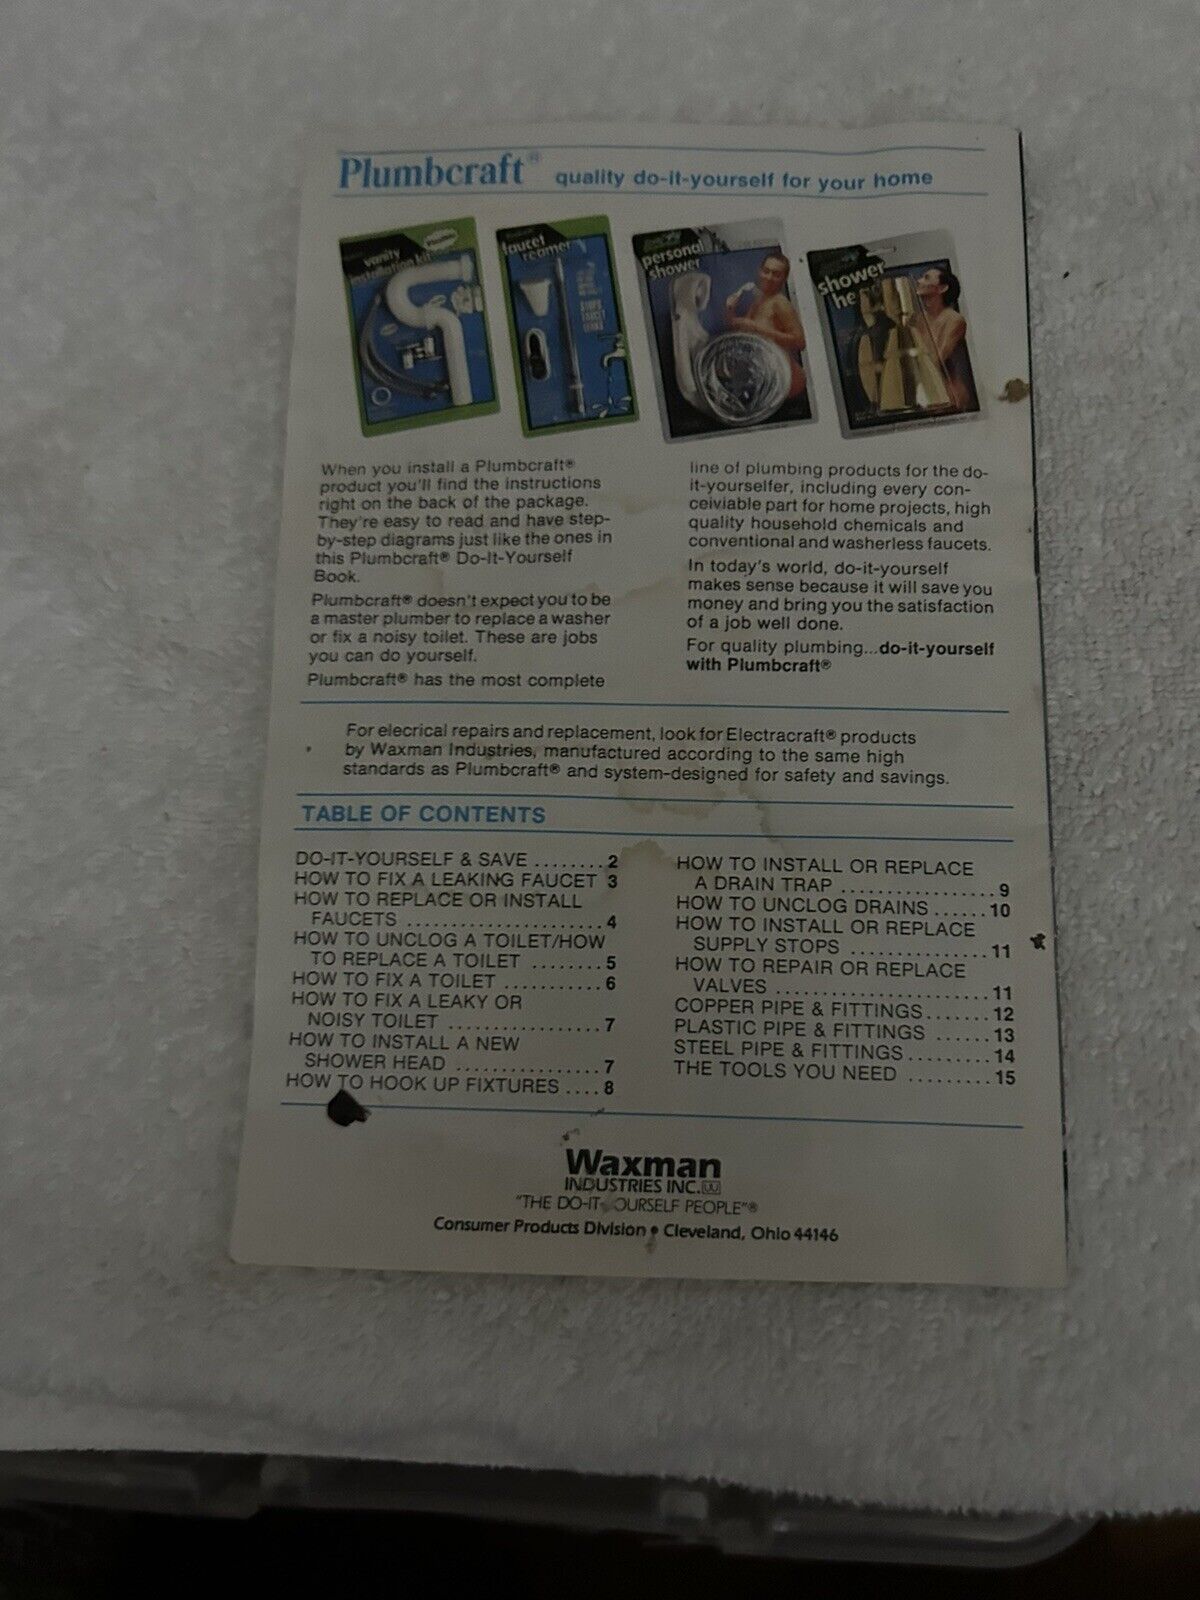 Plumbcraft® quality do-it-yourself for your home
vanity
installation kit
faucet
reamer
STOPS
FAUCET
LEAKS
personal
shower
shower
he
When you install a Plumbcraft®
product you'll find the instructions
right on the back of the package.
They're easy to read and have step-
by-step diagrams just like the ones in
this Plumbcraft® Do-It-Yourself
Book.
Plumbcraft® doesn't expect you to be
a master plumber to replace a washer
or fix a noisy toilet. These are jobs
you can do yourself.
Plumbcraft® has the most complete
line of plumbing products for the do-
it-yourselfer, including every con-
ceiviable part for home projects, high
quality household chemicals and
conventional and washerless faucets.
In today's world, do-it-yourself
makes sense because it will save you
money and bring you the satisfaction
of a job well done.
For quality plumbing...do-it-yourself
with Plumbcraft®
For elecrical repairs and replacement, look for Electracraft® products
by Waxman Industries, manufactured according to the same high
standards as Plumbcraft® and system-designed for safety and savings.
TABLE OF CONTENTS
DO-IT-YOURSELF & SAVE ........ 2
HOW TO FIX A LEAKING FAUCET 3
HOW TO REPLACE OR INSTALL
FAUCETS ...................... 4
HOW TO UNCLOG A TOILET/HOW
TO REPLACE A TOILET ........ 5
HOW TO FIX A TOILET ........... 6
HOW TO FIX A LEAKY OR
NOISY TOILET ................. 7
HOW TO INSTALL A NEW
SHOWER HEAD ................ 7
HOW TO HOOK UP FIXTURES .... 8
HOW TO INSTALL OR REPLACE
A DRAIN TRAP ................. 9
HOW TO UNCLOG DRAINS ...... 10
HOW TO INSTALL OR REPLACE
SUPPLY STOPS ............... 11
HOW TO REPAIR OR REPLACE
VALVES ....................... 11
COPPER PIPE & FITTINGS....... 12
PLASTIC PIPE & FITTINGS ...... 13
STEEL PIPE & FITTINGS ......... 14
THE TOOLS YOU NEED ......... 15
Waxman
INDUSTRIES INC.
"THE DO-IT-YOURSELF PEOPLE"®
Consumer Products Division • Cleveland, Ohio 44146